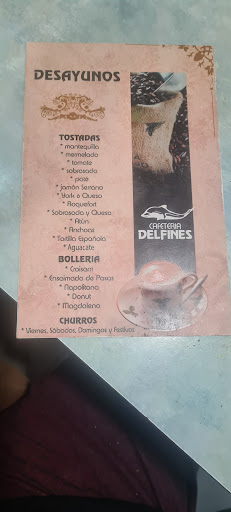 DESAYUNOS
TOSTADAS
* mantequilla
* mermelada
* tomate
* sobrasada
* paté
* Jamón Serrano
* York o Queso
* Roquefort
* Sobrasada y Queso
* Atún
* Anchoas
* Tortilla Española
* Aguacate
BOLLERIA
* Croisant
* Ensaimada de Pasas
* Napolitana
* Donut
* Magdalena
CHURROS
* Viernes, Sábados, Domingos y Festivos
CAFETERIA
DELFINES